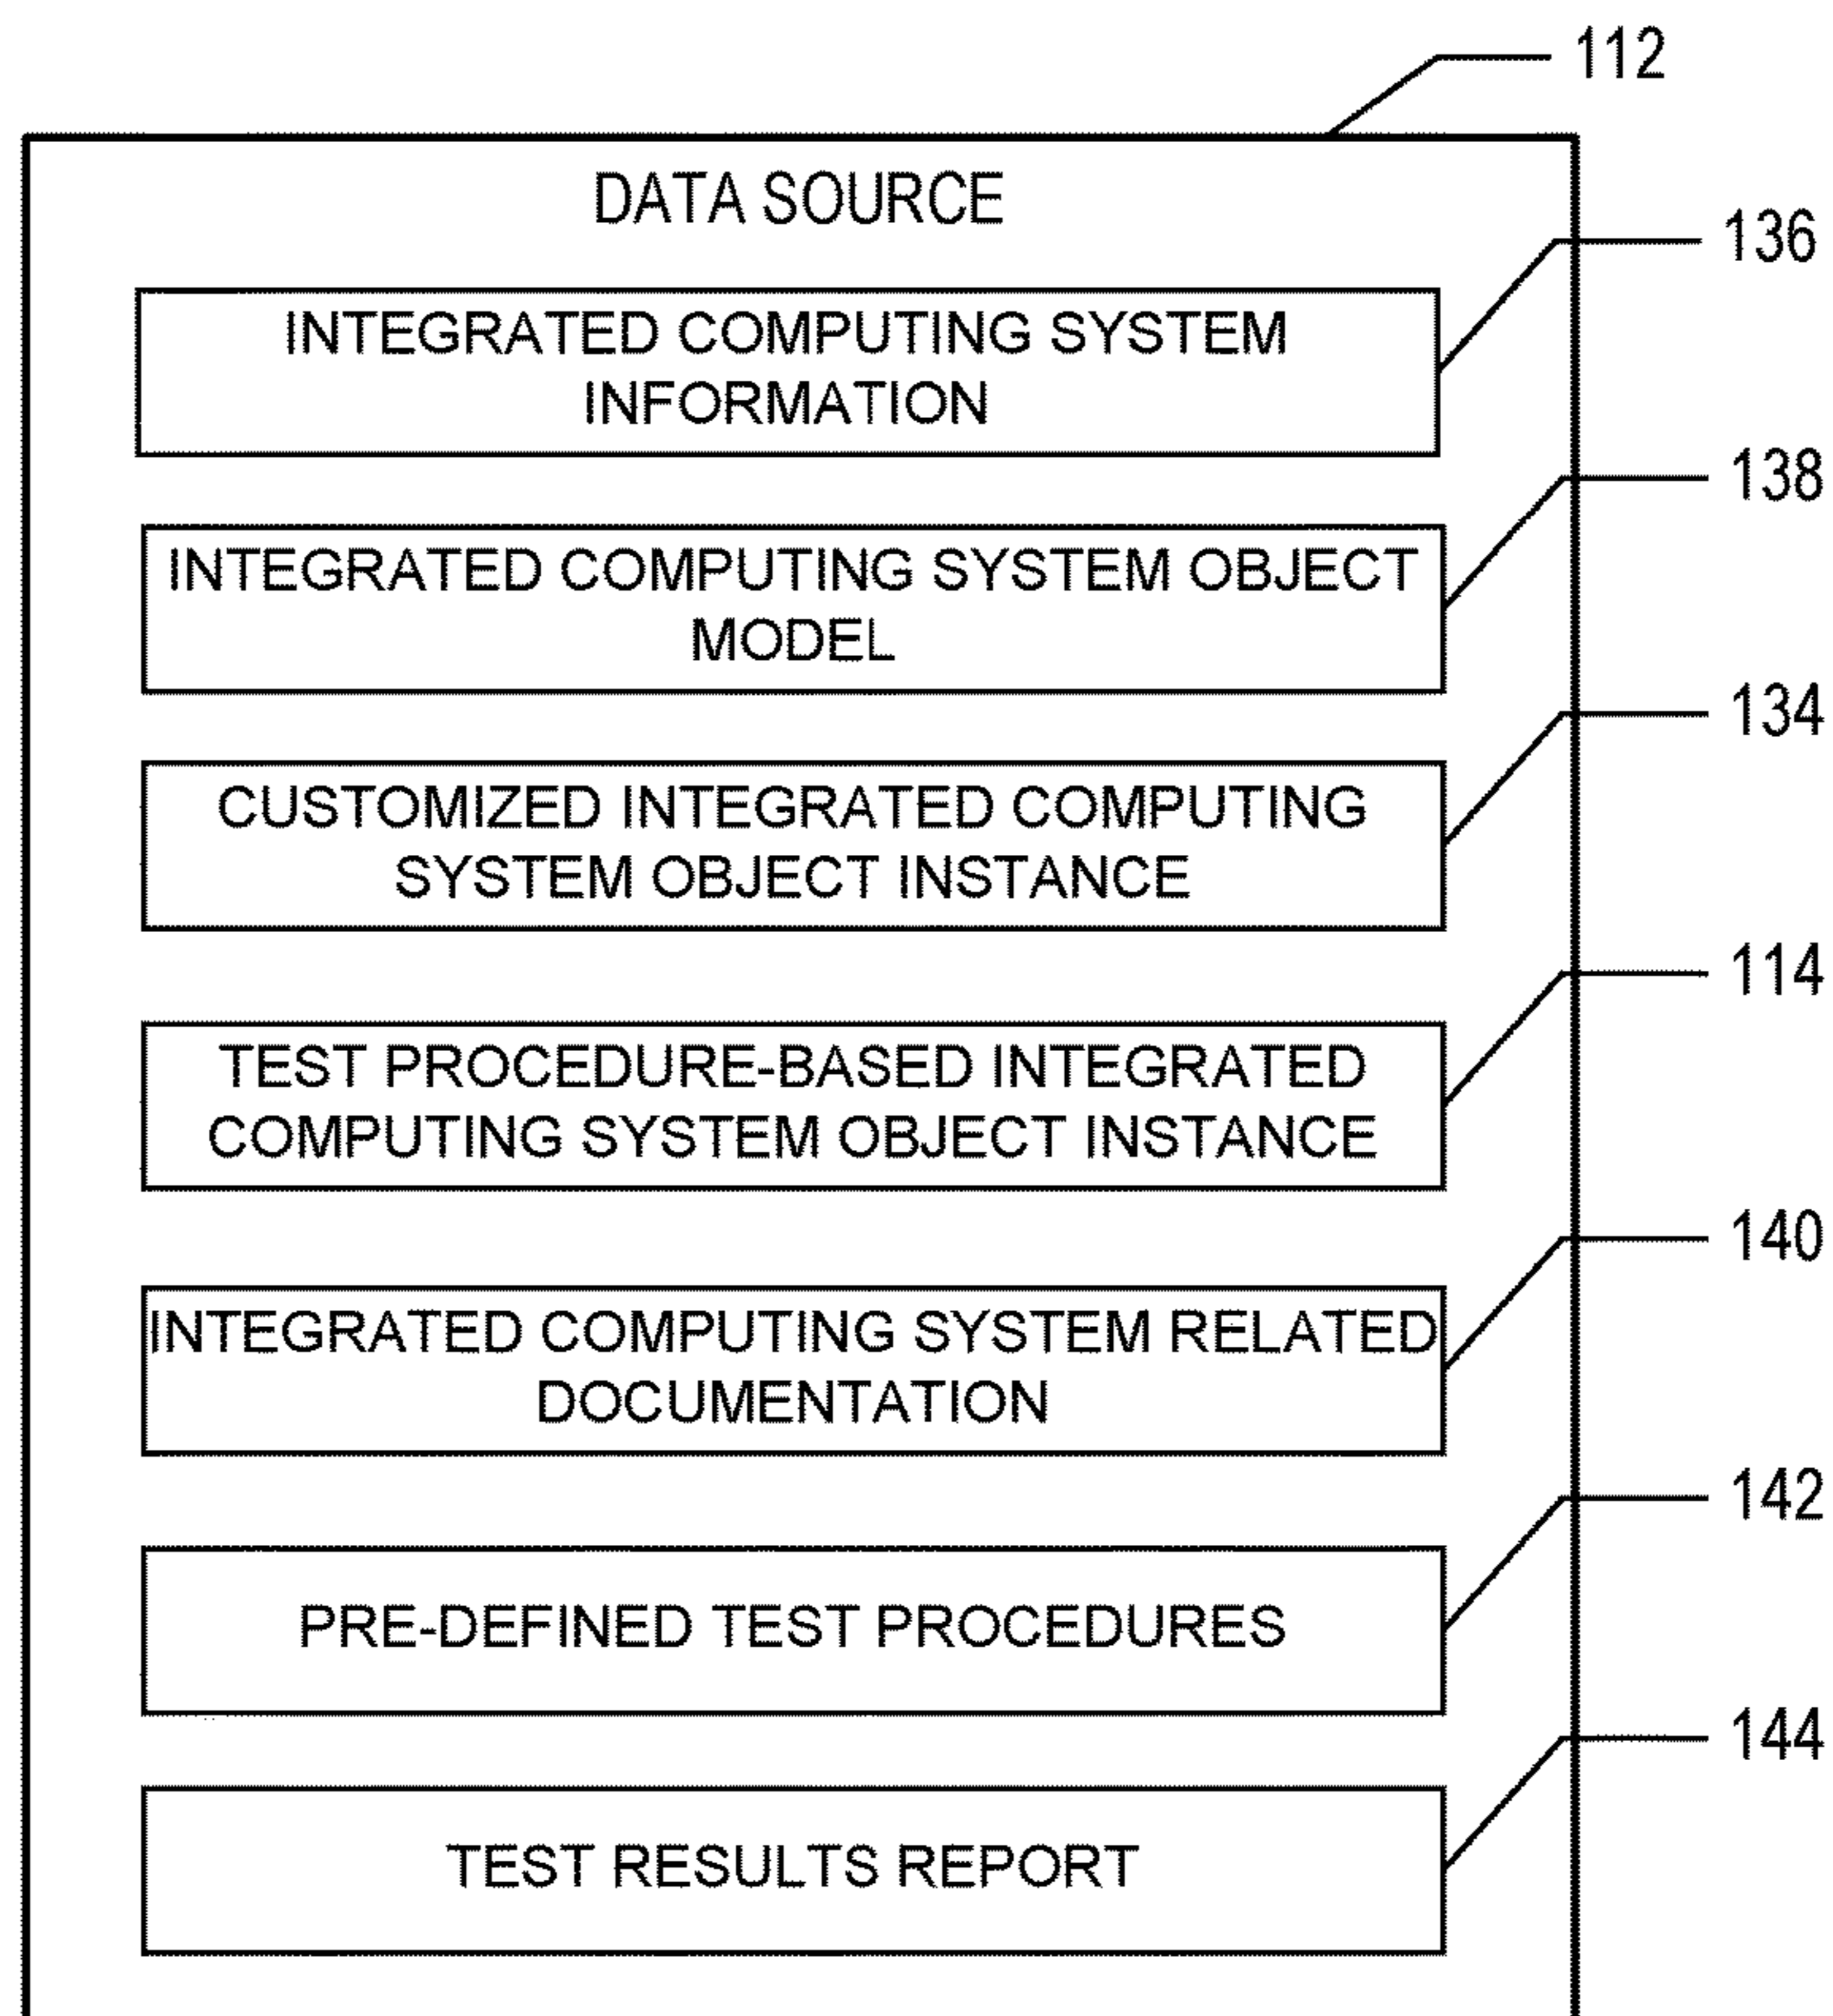 112
DATA SOURCE
136
INTEGRATED COMPUTING SYSTEM
INFORMATION
138
INTEGRATED COMPUTING SYSTEM OBJECT
MODEL
134
CUSTOMIZED INTEGRATED COMPUTING
SYSTEM OBJECT INSTANCE
114
TEST PROCEDURE-BASED INTEGRATED
COMPUTING SYSTEM OBJECT INSTANCE
140
INTEGRATED COMPUTING SYSTEM RELATED
DOCUMENTATION
142
PRE-DEFINED TEST PROCEDURES
144
TEST RESULTS REPORT